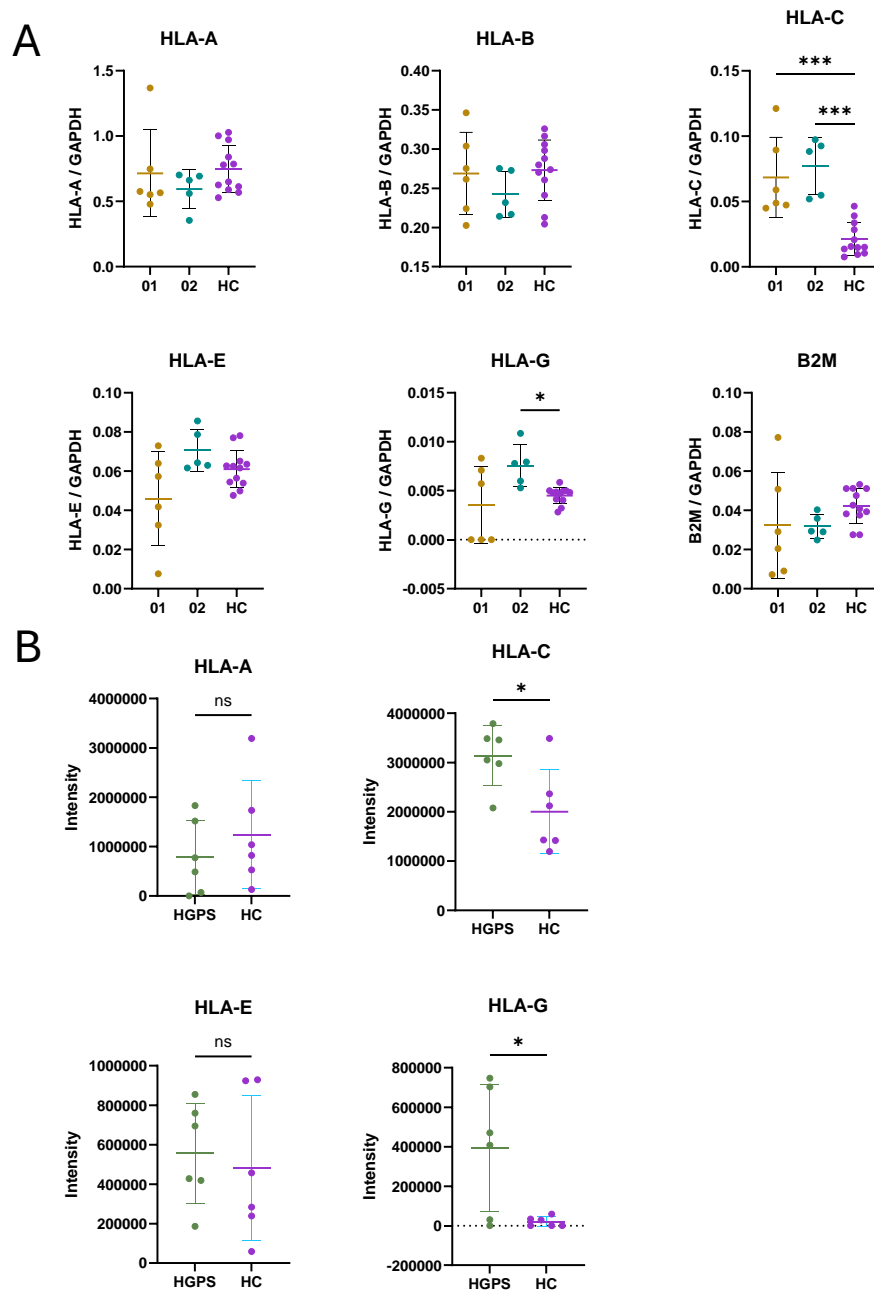 A
HLA-A
HLA-A / GAPDH
1.5
1.0
0.5
0.0
01 02 HC
HLA-B
HLA-B / GAPDH
0.40
0.35
0.30
0.25
0.20
0.15
01 02 HC
HLA-C
HLA-C / GAPDH
***
***
0.15
0.10
0.05
0.00
01 02 HC
HLA-E
HLA-E / GAPDH
0.10
0.08
0.06
0.04
0.02
0.00
01 02 HC
HLA-G
HLA-G / GAPDH
*
0.015
0.010
0.005
0.000
-0.005
01 02 HC
B2M
B2M / GAPDH
0.10
0.08
0.06
0.04
0.02
0.00
01 02 HC
B
HLA-A
Intensity
ns
4000000
3000000
2000000
1000000
0
HGPS HC
HLA-C
Intensity
*
4000000
3000000
2000000
1000000
0
HGPS HC
HLA-E
Intensity
ns
1000000
800000
600000
400000
200000
0
HGPS HC
HLA-G
Intensity
*
800000
600000
400000
200000
0
-200000
HGPS HC